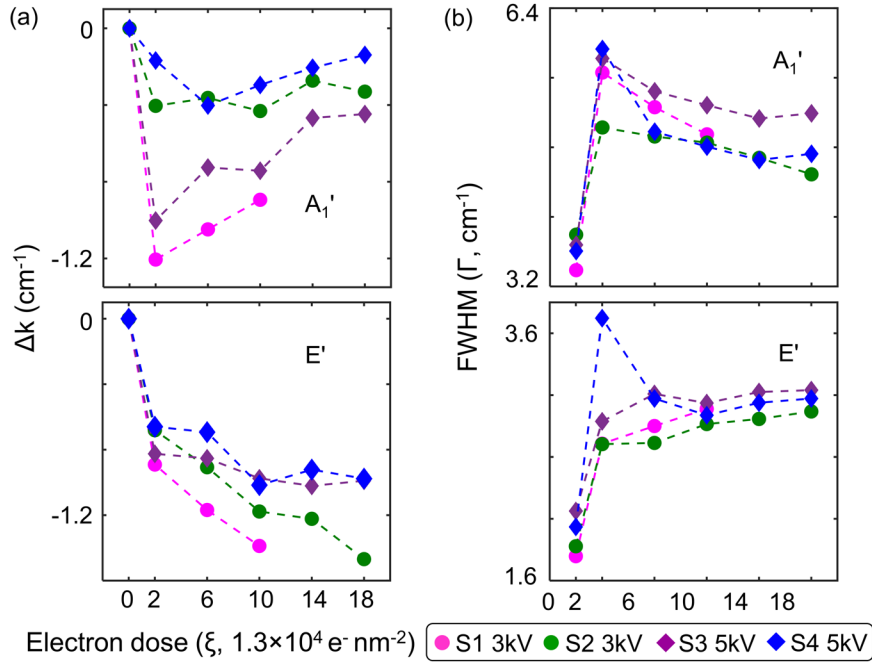 (a)
0
-1.2
A₁'
0
-1.2
E'
Δk (cm⁻¹)
0 2 6 10 14 18
(b)
6.4
3.2
A₁'
3.6
1.6
E'
FWHM (Γ, cm⁻¹)
0 2 6 10 14 18
Electron dose (ξ, 1.3×10⁴ e⁻ nm⁻²)
S1 3kV S2 3kV S3 5kV S4 5kV